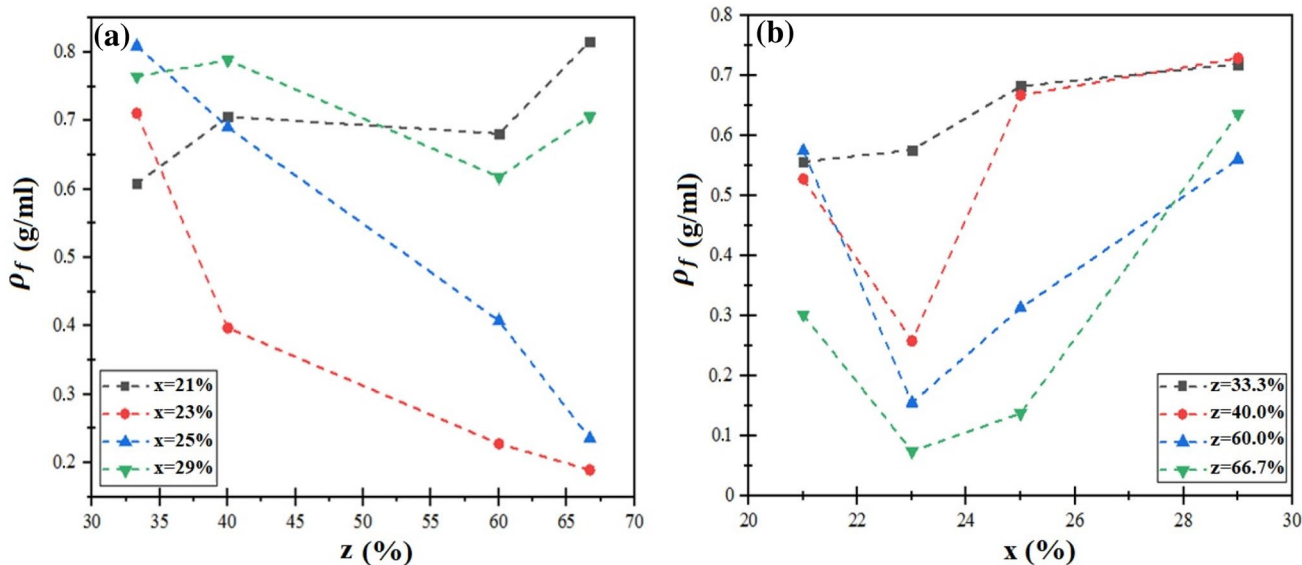 (a)
0.8
0.7
0.6
0.5
0.4
0.3
0.2
ρf (g/ml)
x=21%
x=23%
x=25%
x=29%
30 35 40 45 50 55 60 65 70
z (%)
(b)
0.8
0.7
0.6
0.5
0.4
0.3
0.2
0.1
0
ρf (g/ml)
z=33.3%
z=40.0%
z=60.0%
z=66.7%
20 22 24 26 28 30
x (%)